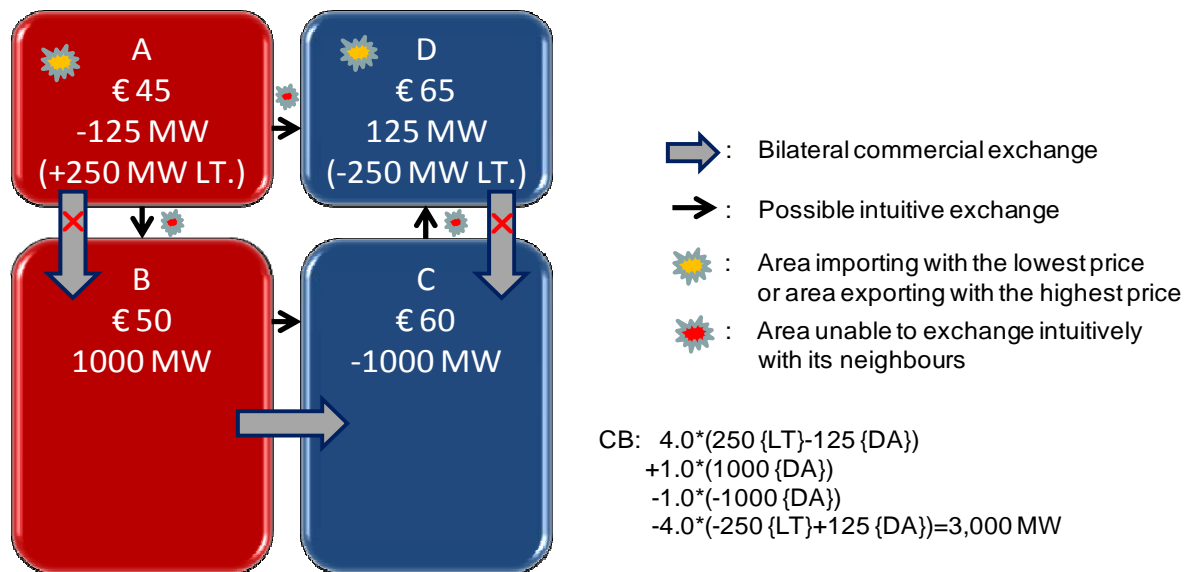 A
€ 45
-125 MW
(+250 MW LT.)
D
€ 65
125 MW
(-250 MW LT.)
B
€ 50
1000 MW
C
€ 60
-1000 MW
: Bilateral commercial exchange
: Possible intuitive exchange
: Area importing with the lowest price
or area exporting with the highest price
: Area unable to exchange intuitively
with its neighbours
CB: 4.0*(250 {LT}-125 {DA})
+1.0*(1000 {DA})
-1.0*(-1000 {DA})
-4.0*(-250 {LT}+125 {DA})=3,000 MW